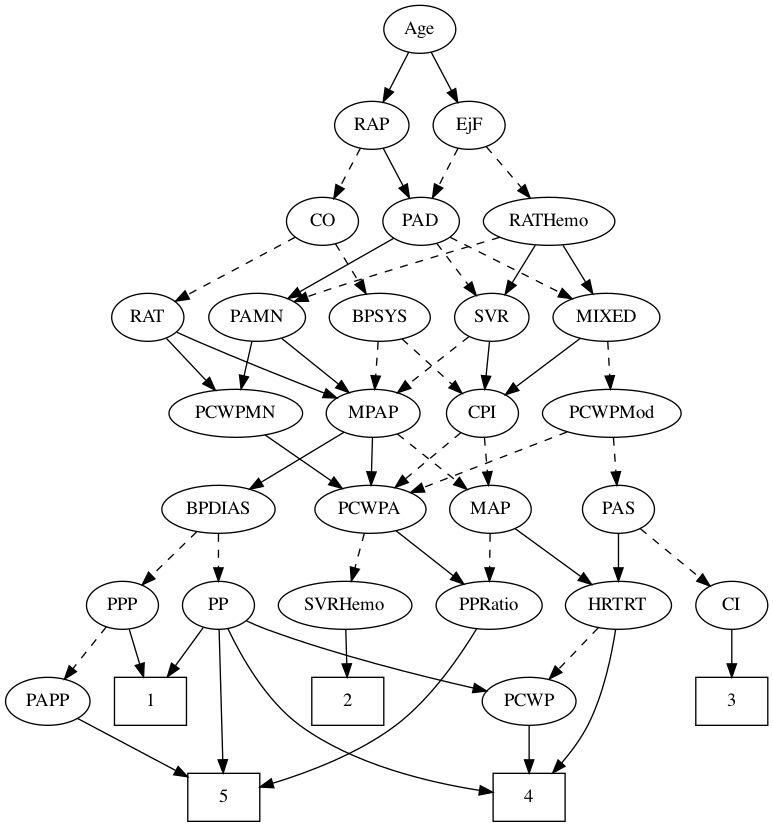 Age
RAP
EjF
CO
PAD
RATHemo
RAT
PAMN
BPSYS
SVR
MIXED
PCWPMN
MPAP
CPI
PCWPMod
BPDIAS
PCWPA
MAP
PAS
PPP
PP
SVRHemo
PPRatio
HRTRT
CI
PAPP
1
2
PCWP
3
5
4